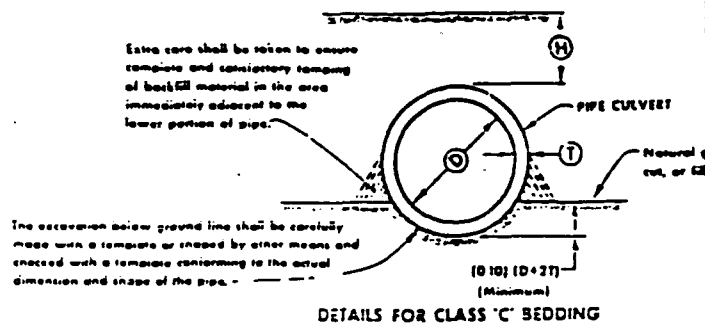 H
Extra care shall be taken to ensure
complete and satisfactory tamping
of backfill material in the area
immediately adjacent to the
lower portion of pipe.
PIPE CULVERT
D
T
Natural g
cut, or fill
The excavation below ground line shall be carefully
made with a template or shaped by other means and
checked with a template conforming to the actual
dimension and shape of the pipe.
(0.10) (D+2T)
(Minimum)
DETAILS FOR CLASS "C" BEDDING